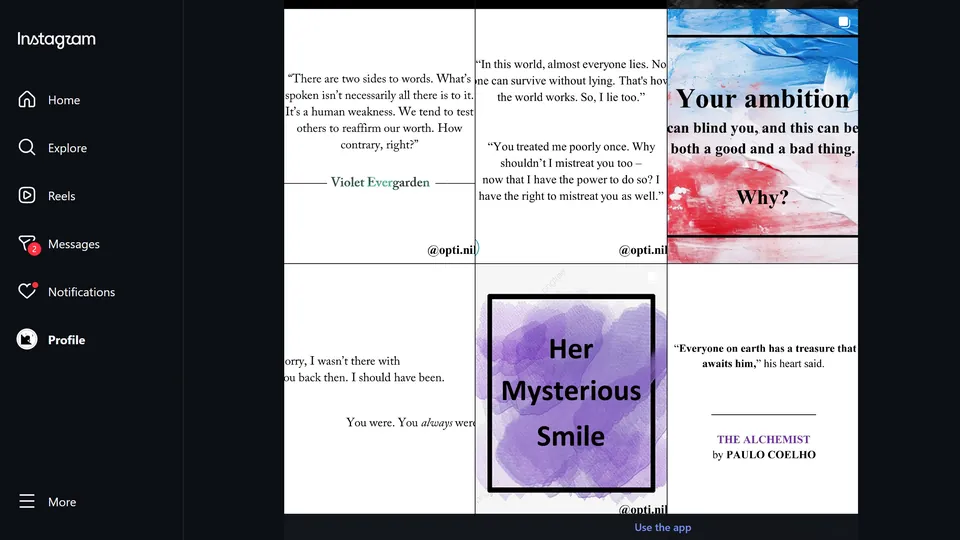 Instagram
Home
Explore
Reels
2
Messages
Notifications
Profile
More
“There are two sides to words. What’s
spoken isn’t necessarily all there is to it.
It’s a human weakness. We tend to test
others to reaffirm our worth. How
contrary, right?”
Violet Evergarden
@opti.nil
“In this world, almost everyone lies. No
one can survive without lying. That's how
the world works. So, I lie too.”
“You treated me poorly once. Why
shouldn’t I mistreat you too –
now that I have the power to do so? I
have the right to mistreat you as well.”
@opti.nil
Your ambition
can blind you, and this can be
both a good and a bad thing.
Why?
orry, I wasn’t there with
ou back then. I should have been.
You were. You always were
Her
Mysterious
Smile
@opti.nil
“Everyone on earth has a treasure that
awaits him,” his heart said.
THE ALCHEMIST
by PAULO COELHO
Use the app